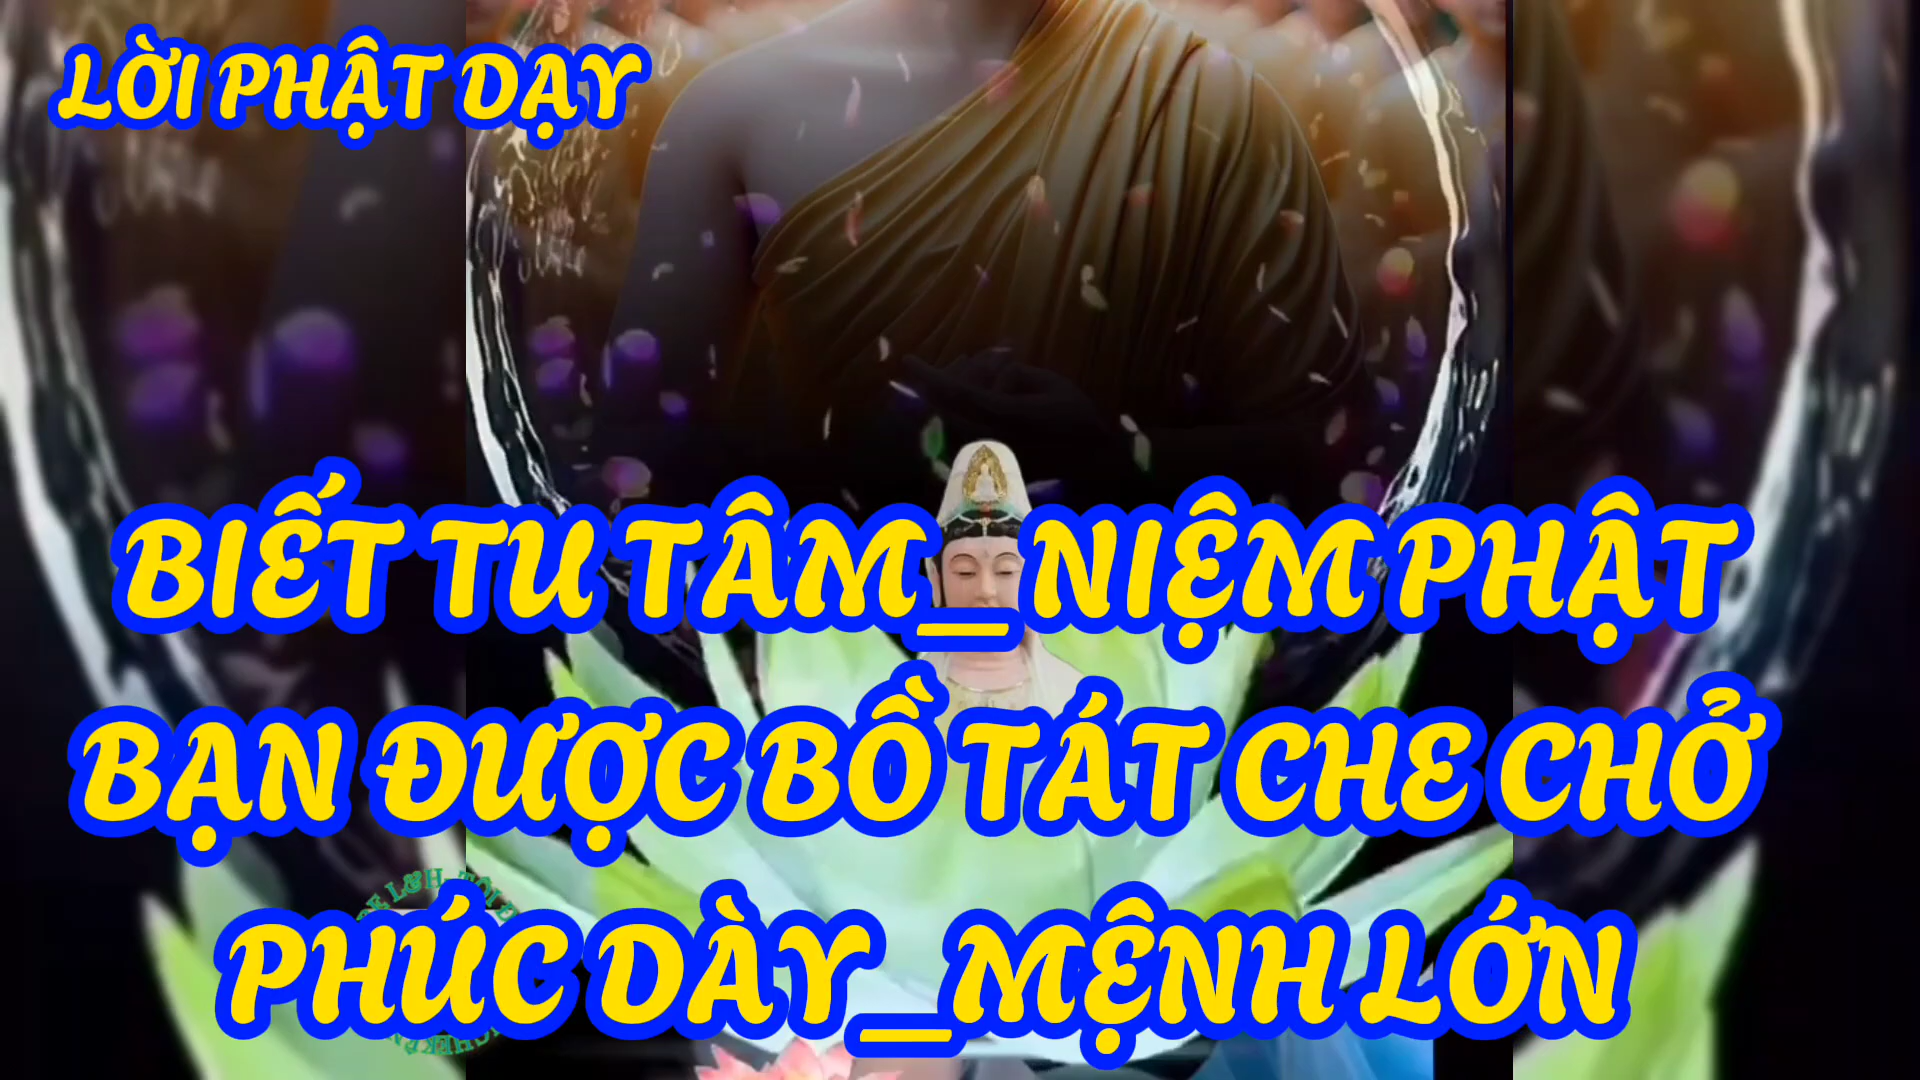 LỜI PHẬT DẠY
BIẾT TU TÂM_NIỆM PHẬT
BẠN ĐƯỢC BỒ TÁT CHE CHỞ
PHÚC DÀY_MỆNH LỚN